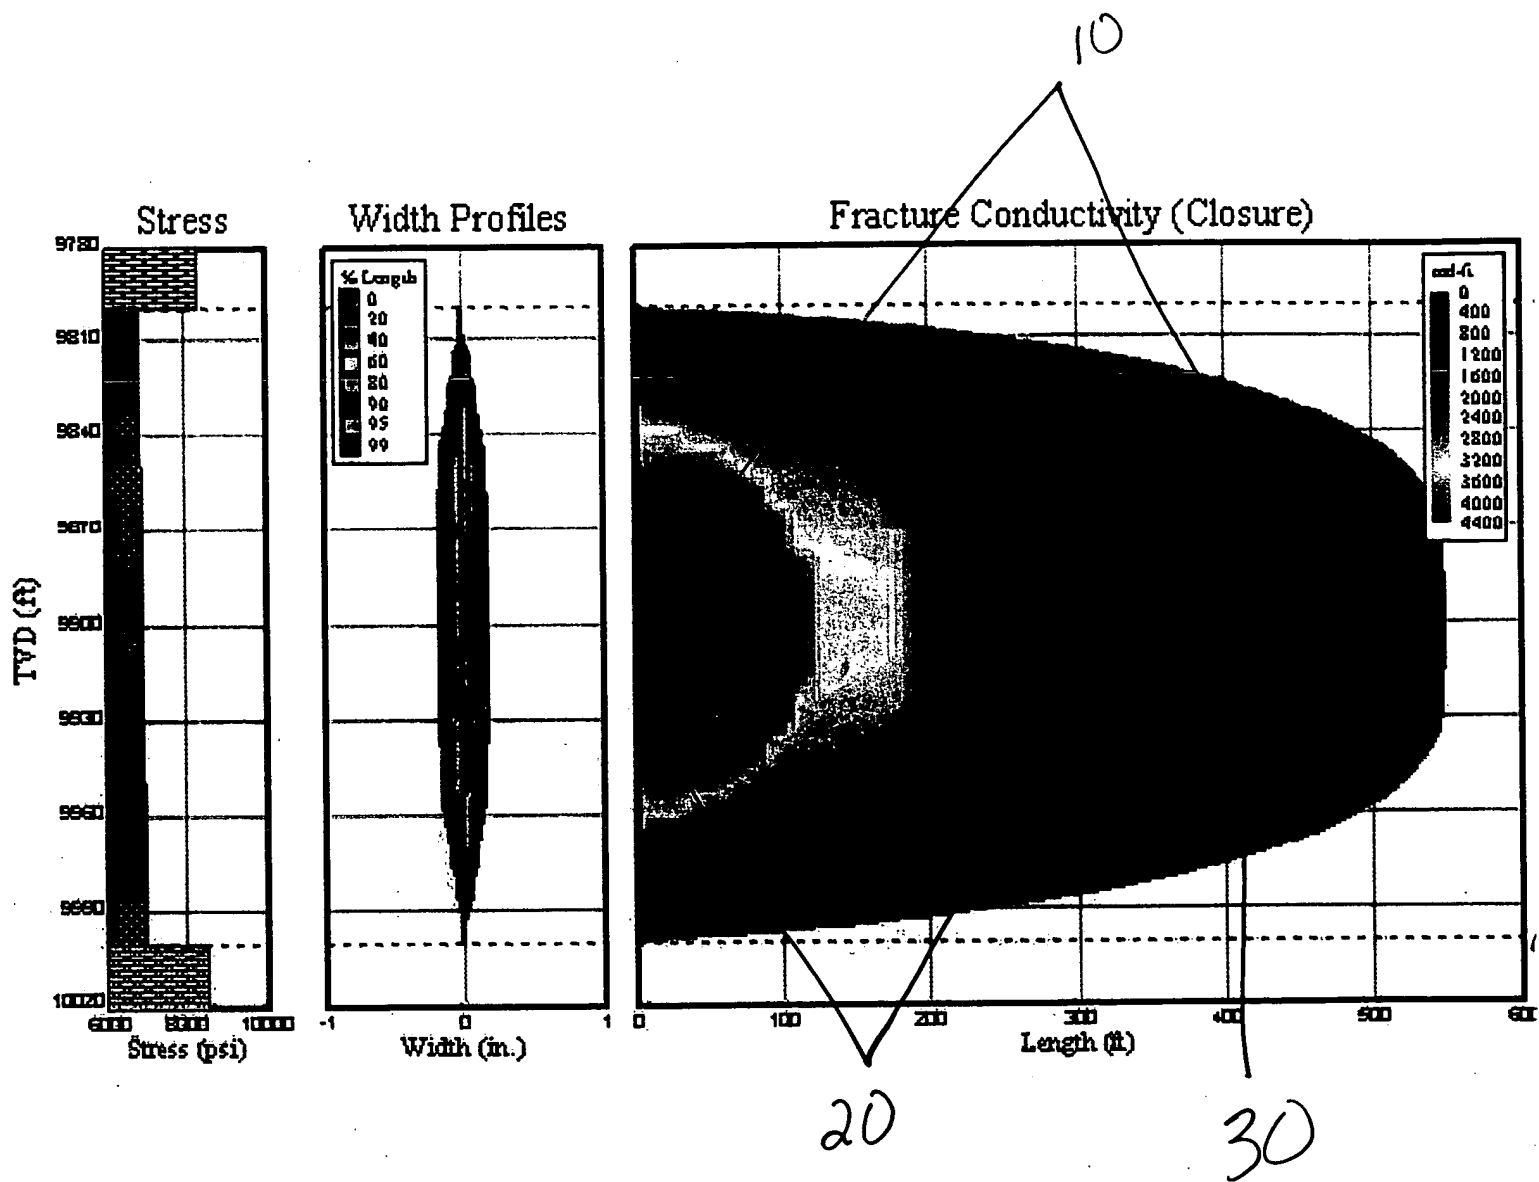 10
Stress
Width Profiles
Fracture Conductivity (Closure)
9780
9810
9840
9870
9900
9930
9960
9990
10020
TVD (ft)
6000 8000 10000
Stress (psi)
% Length
0
20
40
60
80
90
95
99
-1 0 1
Width (in.)
md-ft
0
400
800
1200
1600
2000
2400
2800
3200
3600
4000
4400
0 100 200 300 400 500 600
Length (ft)
20
30